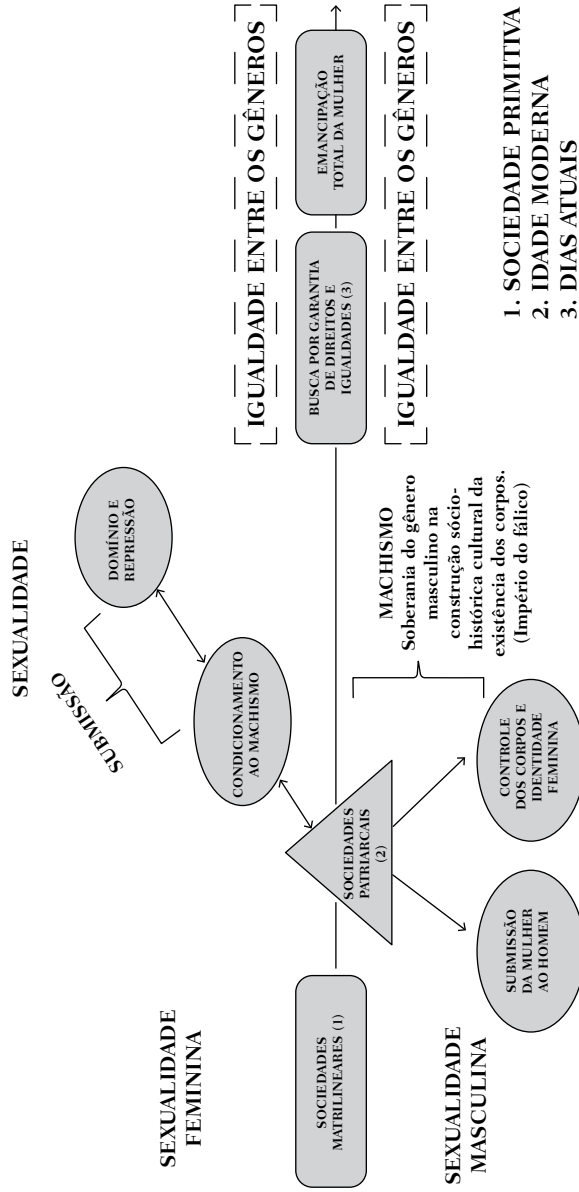 SEXUALIDADE
SEXUALIDADE
FEMININA
SUBMISSÃO
DOMÍNIO E
REPRESSÃO
CONDICIONAMENTO
AO MACHISMO
[IGUALDADE ENTRE OS GÊNEROS]
SOCIEDADES
MATRILINEARES (1)
SOCIEDADES
PATRIARCAIS
(2)
BUSCA POR GARANTIA
DE DIREITOS E
IGUALDADES (3)
EMANCIPAÇÃO
TOTAL DA MULHER
[IGUALDADE ENTRE OS GÊNEROS]
SEXUALIDADE
MASCULINA
SUBMISSÃO
DA MULHER
AO HOMEM
CONTROLE
DOS CORPOS E
IDENTIDADE
FEMININA
MACHISMO
Soberania do gênero
masculino na
construção sócio-
histórica cultural da
existência dos corpos.
(Império do fálico)
1. SOCIEDADE PRIMITIVA
2. IDADE MODERNA
3. DIAS ATUAIS